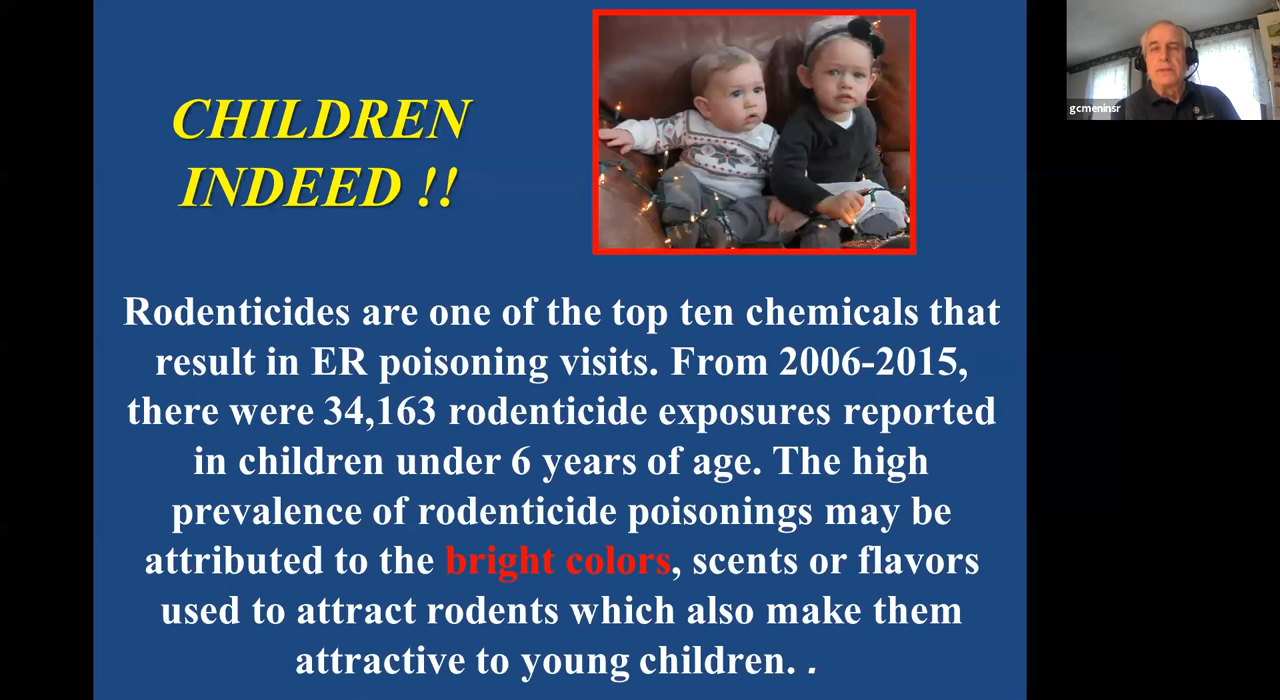 CHILDREN
INDEED !!
gcmeninsr
Rodenticides are one of the top ten chemicals that
result in ER poisoning visits. From 2006-2015,
there were 34,163 rodenticide exposures reported
in children under 6 years of age. The high
prevalence of rodenticide poisonings may be
attributed to the bright colors, scents or flavors
used to attract rodents which also make them
attractive to young children. .